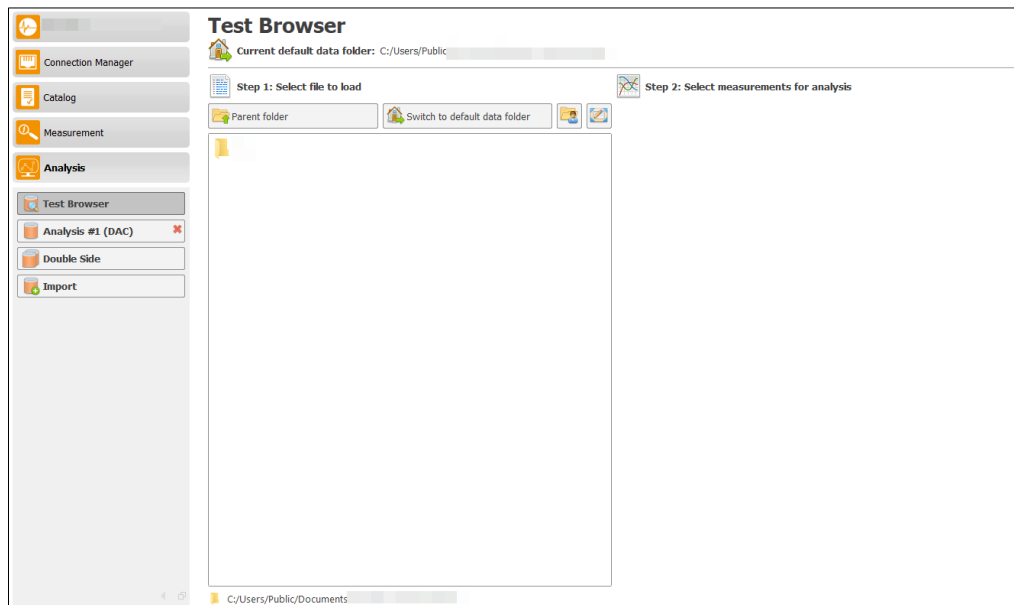 Connection Manager
Catalog
Measurement
Analysis
Test Browser
Analysis #1 (DAC)
Double Side
Import
Test Browser
Current default data folder: C:/Users/Public
Step 1: Select file to load
Parent folder
Switch to default data folder
C:/Users/Public/Documents
Step 2: Select measurements for analysis